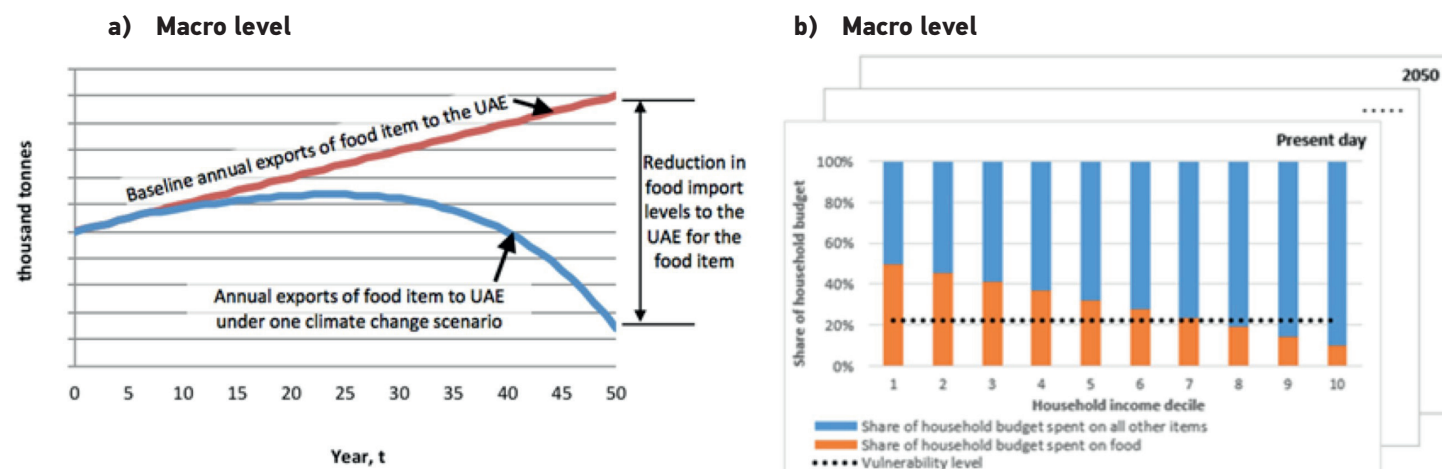 a) Macro level
thousand tonnes
Baseline annual exports of food item to the UAE
Annual exports of food item to UAE
under one climate change scenario
Reduction in
food import
levels to the
UAE for the
food item
0 5 10 15 20 25 30 35 40 45 50
Year, t
b) Macro level
2050
.....
Present day
Share of household budget
100%
80%
60%
40%
20%
0%
1 2 3 4 5 6 7 8 9 10
Household income decile
Share of household budget spent on all other items
Share of household budget spent on food
Vulnerability level